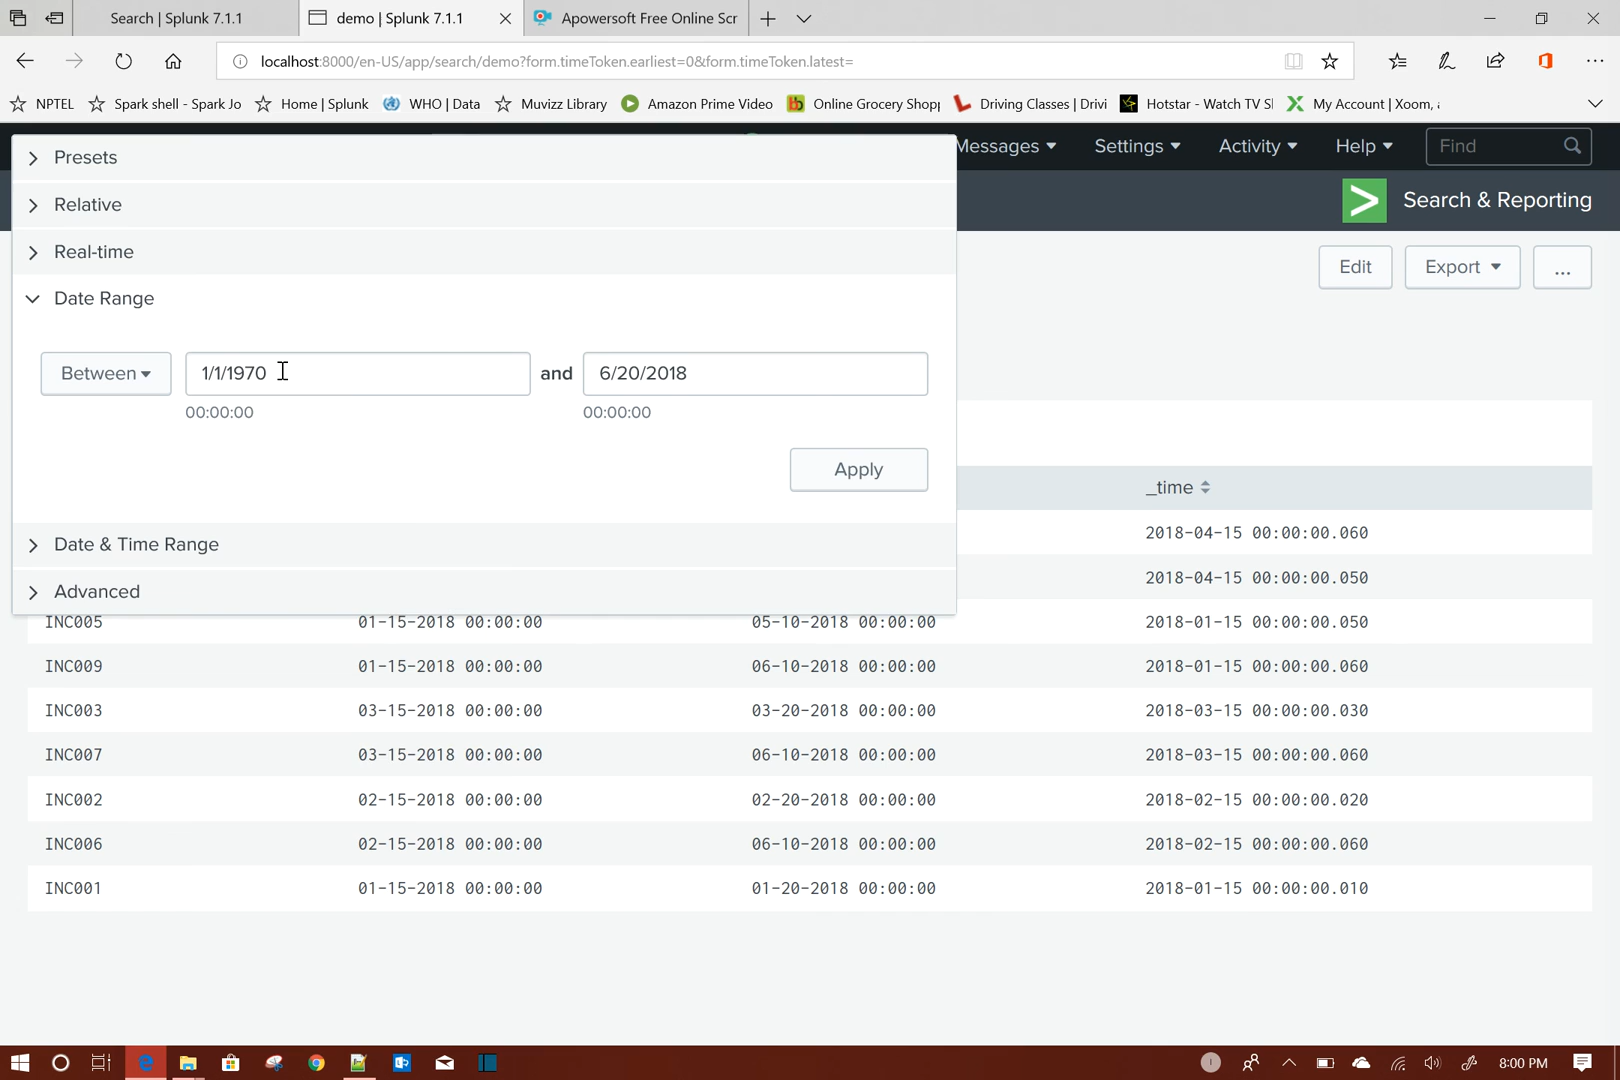 Search | Splunk 7.1.1
demo | Splunk 7.1.1
Apowersoft Free Online Scr
localhost:8000/en-US/app/search/demo?form.timeToken.earliest=0&form.timeToken.latest=
NPTEL
Spark shell - Spark Jo
Home | Splunk
WHO | Data
Muvizz Library
Amazon Prime Video
Online Grocery Shopp
Driving Classes | Drivi
Hotstar - Watch TV S
My Account | Xoom,
Messages
Settings
Activity
Help
Find
Search & Reporting
Edit
Export
...
Presets
Relative
Real-time
Date Range
Between
1/1/1970
and
6/20/2018
00:00:00
00:00:00
Apply
Date & Time Range
Advanced
_time
2018-04-15 00:00:00.060
2018-04-15 00:00:00.050
INC005 01-15-2018 00:00:00 05-10-2018 00:00:00 2018-01-15 00:00:00.050
INC009 01-15-2018 00:00:00 06-10-2018 00:00:00 2018-01-15 00:00:00.060
INC003 03-15-2018 00:00:00 03-20-2018 00:00:00 2018-03-15 00:00:00.030
INC007 03-15-2018 00:00:00 06-10-2018 00:00:00 2018-03-15 00:00:00.060
INC002 02-15-2018 00:00:00 02-20-2018 00:00:00 2018-02-15 00:00:00.020
INC006 02-15-2018 00:00:00 06-10-2018 00:00:00 2018-02-15 00:00:00.060
INC001 01-15-2018 00:00:00 01-20-2018 00:00:00 2018-01-15 00:00:00.010
8:00 PM